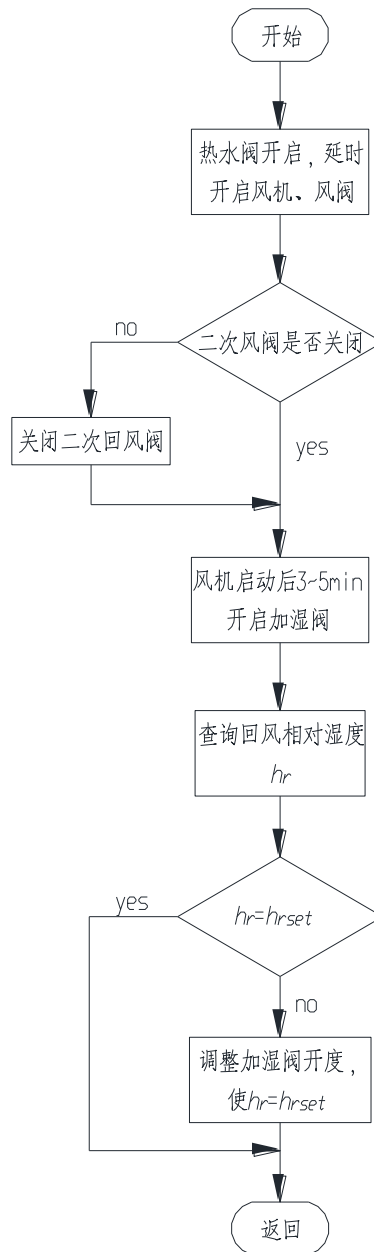 开始
热水阀开启，延时
开启风机、风阀
二次风阀是否关闭
no
关闭二次回风阀
yes
风机启动后3~5min
开启加湿阀
查询回风相对湿度
hr
yes
hr=hrset
no
调整加湿阀开度，
使hr=hrset
返回